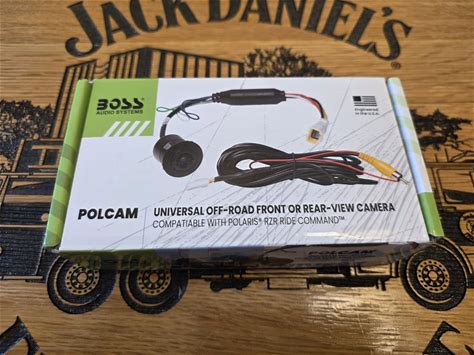 JACK DANIEL'S
BOSS
AUDIO SYSTEMS
Engineered
in the U.S.A.
POLCAM
UNIVERSAL OFF-ROAD FRONT OR REAR-VIEW CAMERA
COMPATIABLE WITH POLARIS® RZR RIDE COMMAND™